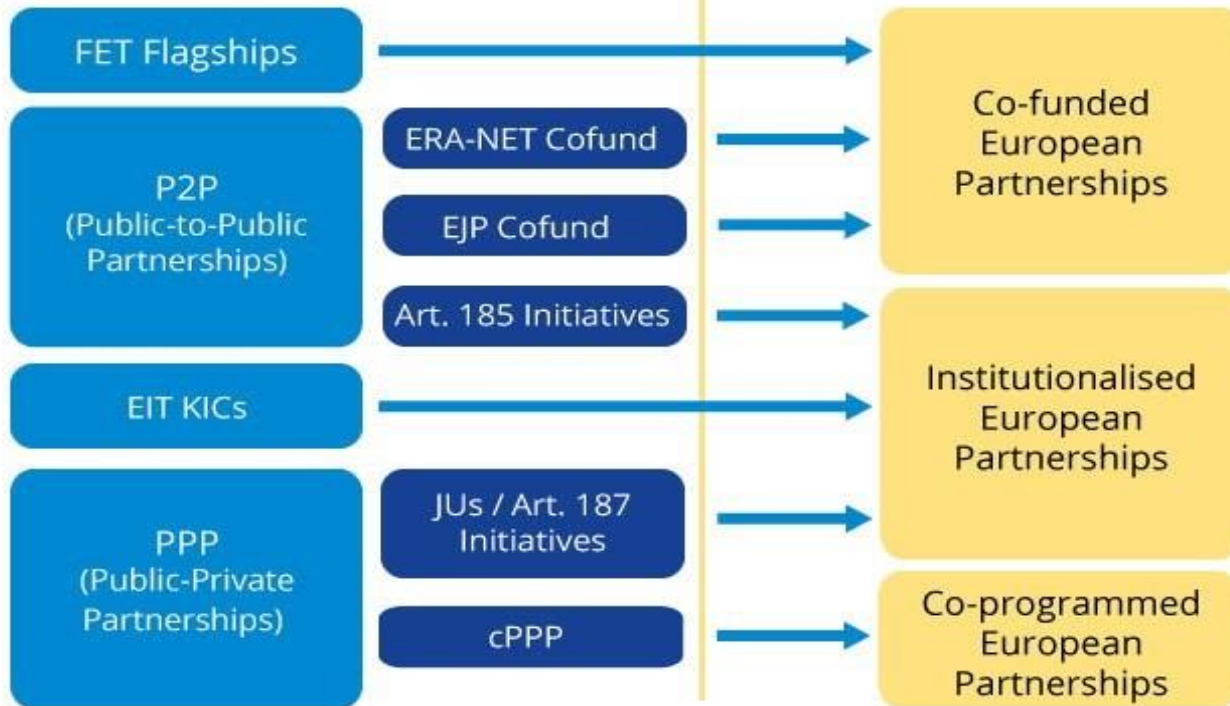 FET Flagships
P2P
(Public-to-Public
Partnerships)
ERA-NET Cofund
EJP Cofund
Art. 185 Initiatives
EIT KICs
PPP
(Public-Private
Partnerships)
JUs / Art. 187
Initiatives
cPPP
Co-funded
European
Partnerships
Institutionalised
European
Partnerships
Co-programmed
European
Partnerships